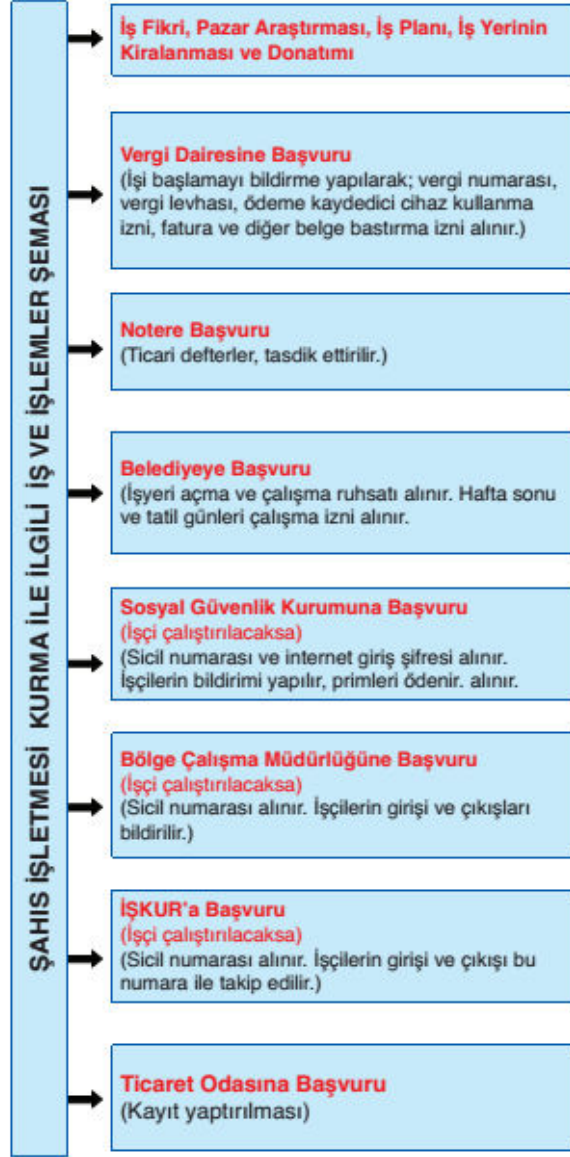 ŞAHIS İŞLETMESİ KURMA İLE İLGİLİ İŞ VE İŞLEMLER ŞEMASI
İş Fikri, Pazar Araştırması, İş Planı, İş Yerinin
Kiralanması ve Donatımı
Vergi Dairesine Başvuru
(İşi başlamayı bildirme yapılarak; vergi numarası,
vergi levhası, ödeme kaydedici cihaz kullanma
izni, fatura ve diğer belge bastırma izni alınır.)
Notere Başvuru
(Ticari defterler, tasdik ettirilir.)
Belediyeye Başvuru
(İşyeri açma ve çalışma ruhsatı alınır. Hafta sonu
ve tatil günleri çalışma izni alınır.
Sosyal Güvenlik Kurumuna Başvuru
(İşçi çalıştırılacaksa)
(Sicil numarası ve internet giriş şifresi alınır.
İşçilerin bildirimi yapılır, primleri ödenir. alınır.
Bölge Çalışma Müdürlüğüne Başvuru
(İşçi çalıştırılacaksa)
(Sicil numarası alınır. İşçilerin girişi ve çıkışları
bildirilir.)
İŞKUR'a Başvuru
(İşçi çalıştırılacaksa)
(Sicil numarası alınır. İşçilerin girişi ve çıkışı bu
numara ile takip edilir.)
Ticaret Odasına Başvuru
(Kayıt yaptırılması)